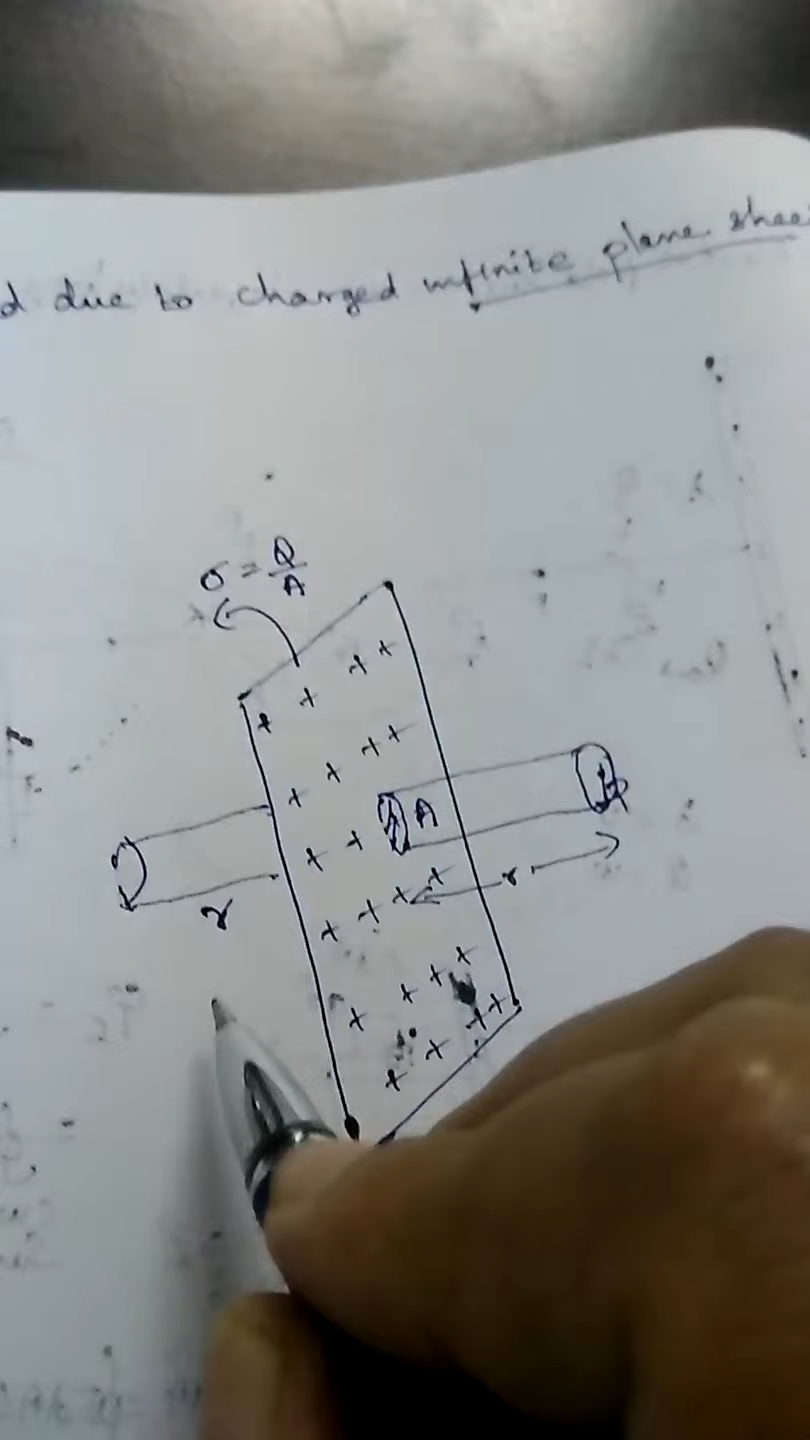 d due to charged infinite plane shee
σ = Q/A
A
P
r
r